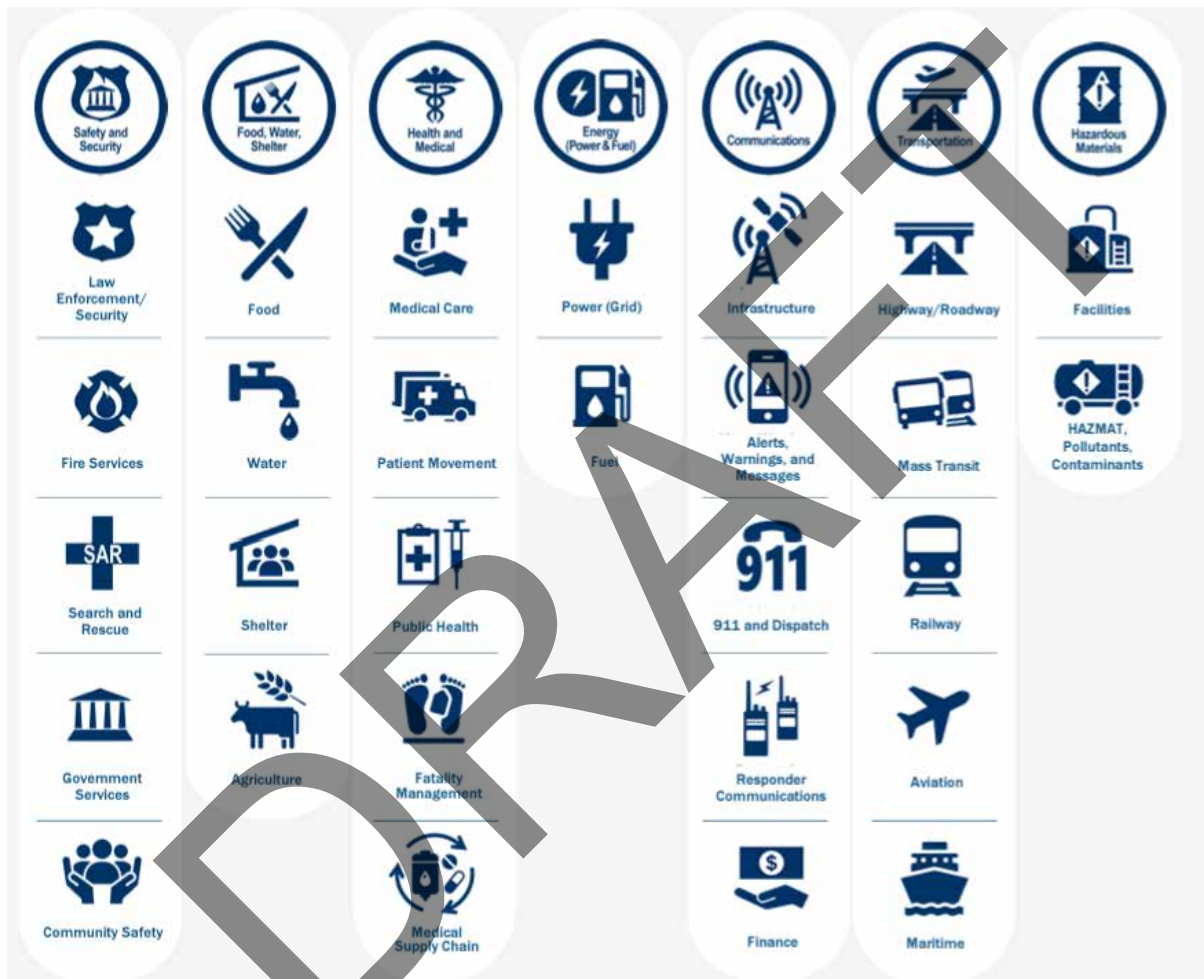 Safety and
Security
Food, Water,
Shelter
Health and
Medical
Energy
(Power & Fuel)
Communications
Transportation
Hazardous
Materials
Law
Enforcement/
Security
Food
Medical Care
Power (Grid)
Infrastructure
Highway/Roadway
Facilities
Fire Services
Water
Patient Movement
Fuel
Alerts,
Warnings, and
Messages
Mass Transit
HAZMAT,
Pollutants,
Contaminants
SAR
Search and
Rescue
Shelter
Public Health
911
911 and Dispatch
Railway
Government
Services
Agriculture
Fatality
Management
Responder
Communications
Aviation
Community Safety
Medical
Supply Chain
$
Finance
Maritime
DRAFT